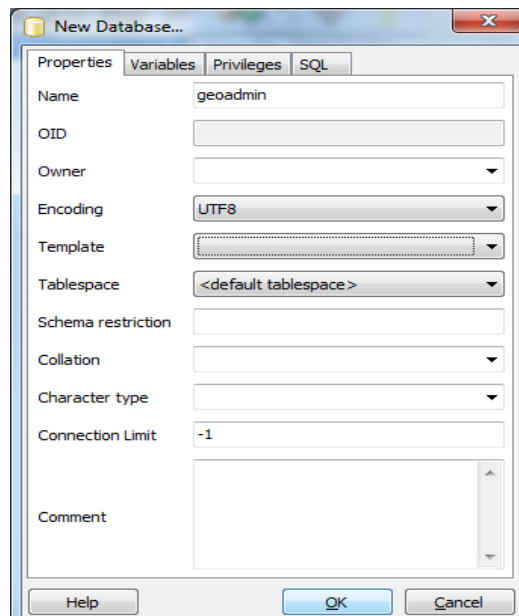 New Database...
Properties Variables Privileges SQL
Name geoadmin
OID
Owner
Encoding UTF8
Template
Tablespace <default tablespace>
Schema restriction
Collation
Character type
Connection Limit -1
Comment
Help OK Cancel